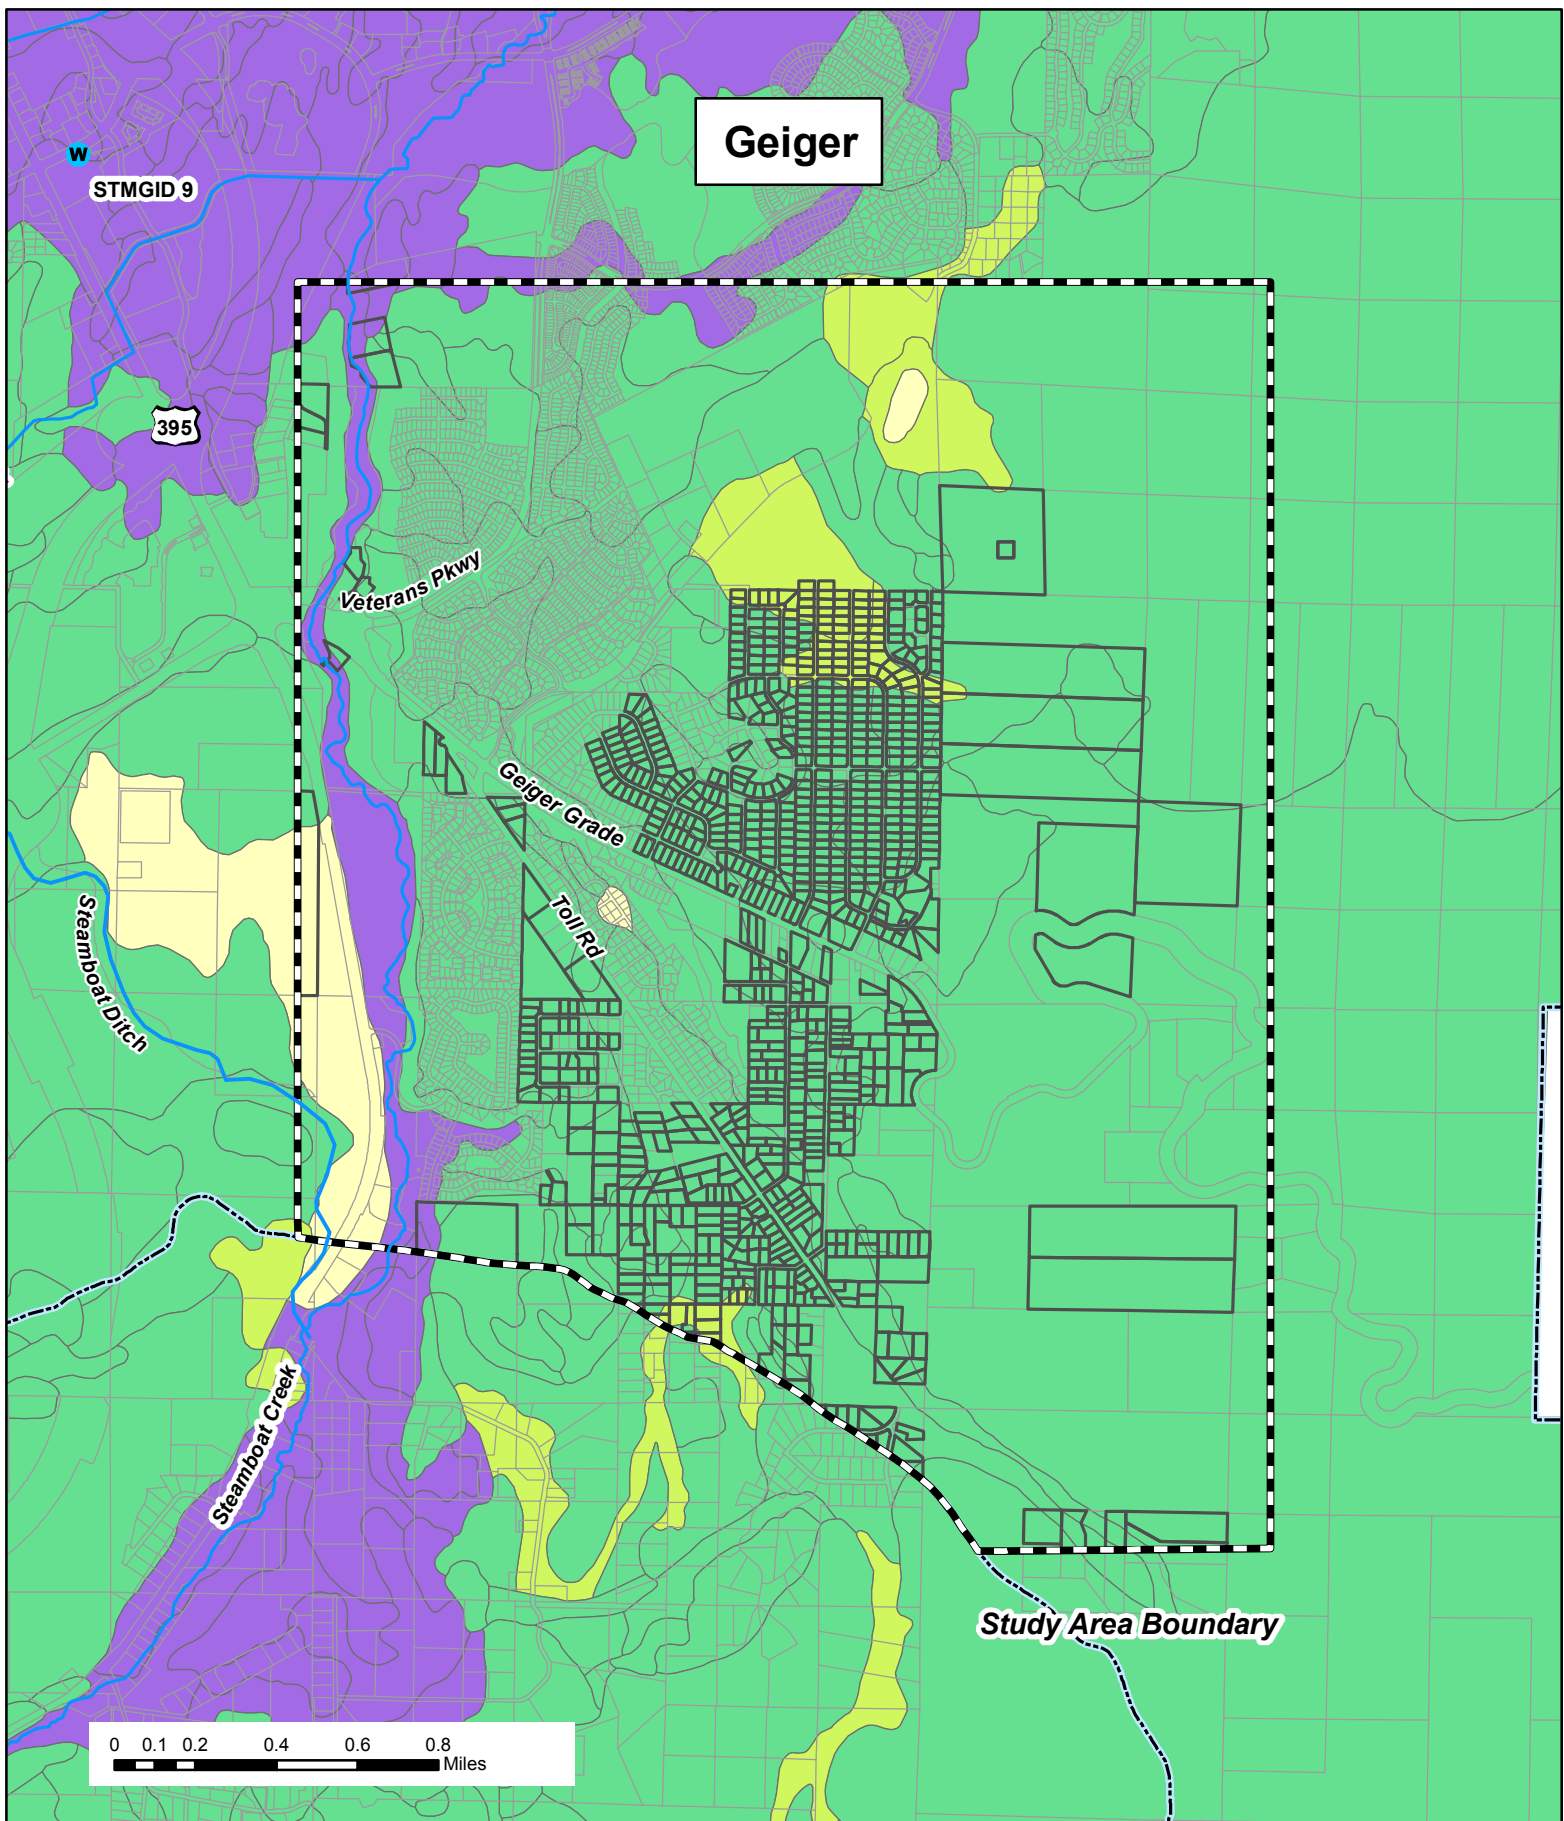 Geiger
W
STMGID 9
395
Veterans Pkwy
Geiger Grade
Toll Rd
Steamboat Ditch
Steamboat Creek
Study Area Boundary
0 0.1 0.2 0.4 0.6 0.8
Miles